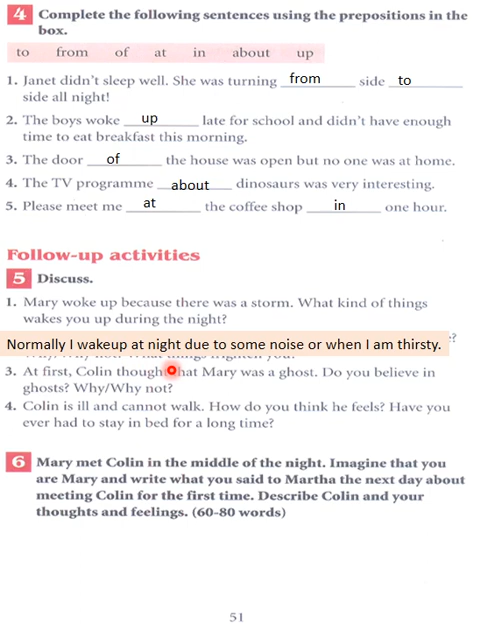 4 Complete the following sentences using the prepositions in the
box.
to from of at in about up
1. Janet didn't sleep well. She was turning from side to
side all night!
2. The boys woke up late for school and didn't have enough
time to eat breakfast this morning.
3. The door of the house was open but no one was at home.
4. The TV programme about dinosaurs was very interesting.
5. Please meet me at the coffee shop in one hour.
Follow-up activities
5 Discuss.
1. Mary woke up because there was a storm. What kind of things
wakes you up during the night?
Normally I wakeup at night due to some noise or when I am thirsty.
3. At first, Colin though hat Mary was a ghost. Do you believe in
ghosts? Why/Why not?
4. Colin is ill and cannot walk. How do you think he feels? Have you
ever had to stay in bed for a long time?
6 Mary met Colin in the middle of the night. Imagine that you
are Mary and write what you said to Martha the next day about
meeting Colin for the first time. Describe Colin and your
thoughts and feelings. (60-80 words)
51